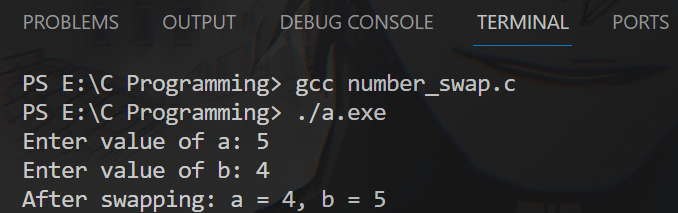 PROBLEMS OUTPUT DEBUG CONSOLE TERMINAL PORTS
PS E:\C Programming> gcc number_swap.c
PS E:\C Programming> ./a.exe
Enter value of a: 5
Enter value of b: 4
After swapping: a = 4, b = 5